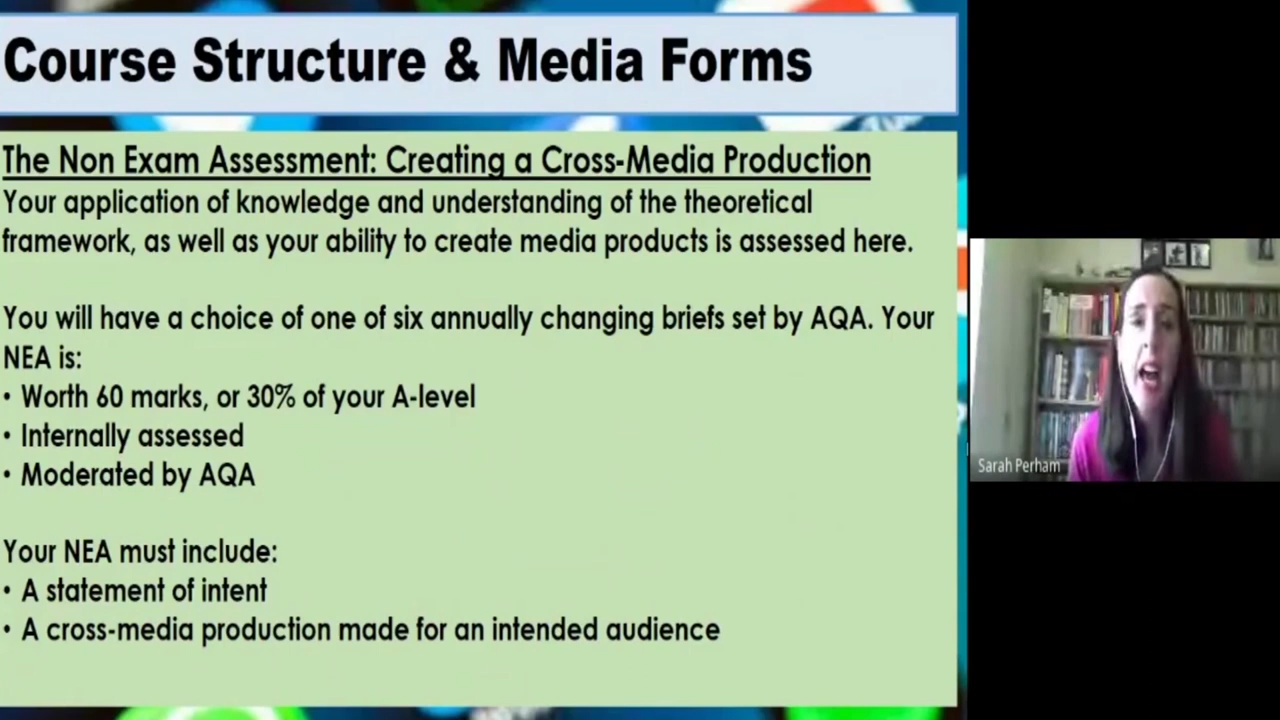 Course Structure & Media Forms
The Non Exam Assessment: Creating a Cross-Media Production
Your application of knowledge and understanding of the theoretical
framework, as well as your ability to create media products is assessed here.
You will have a choice of one of six annually changing briefs set by AQA. Your
NEA is:
• Worth 60 marks, or 30% of your A-level
• Internally assessed
• Moderated by AQA
Your NEA must include:
• A statement of intent
• A cross-media production made for an intended audience
Sarah Perham